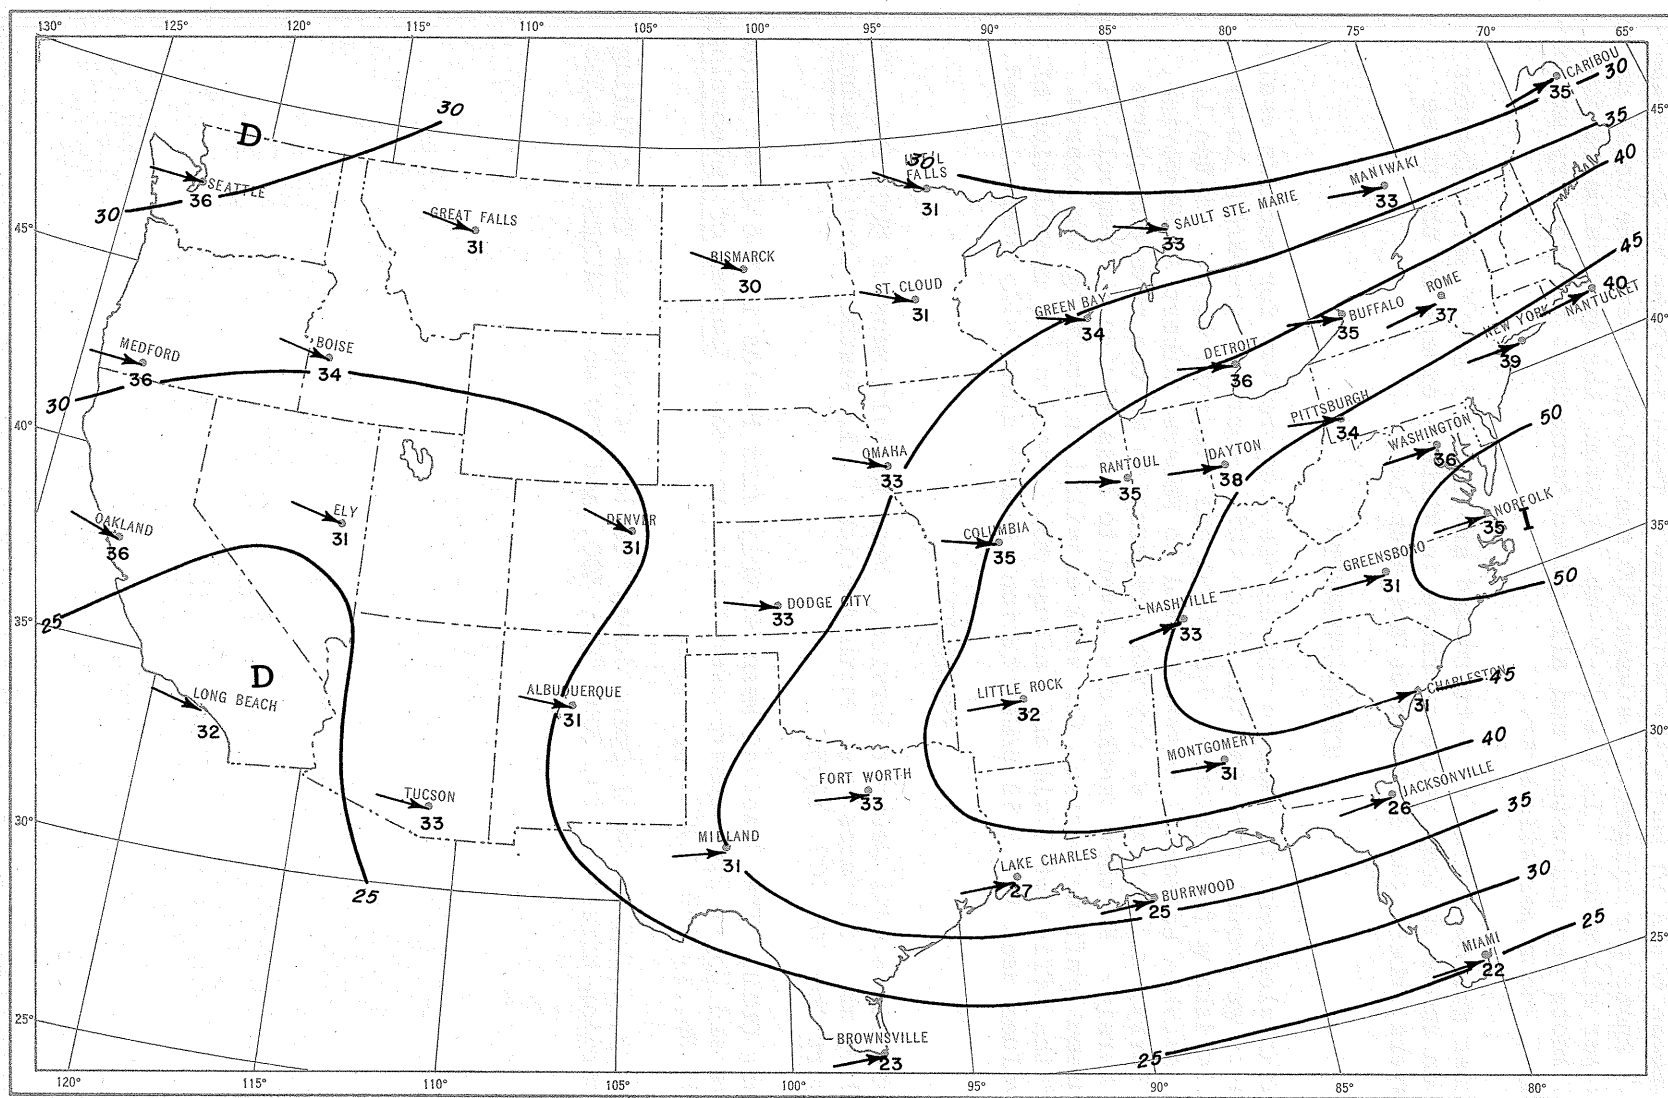 130° 125° 120° 115° 110° 105° 100° 95° 90° 85° 80° 75° 70° 65°
CARIBOU
30
35
D
30
45°
35
40
30
INT'L
FALLS
31
MANIWAKI
33
SEATTLE
36
30
GREAT FALLS
31
SAULT STE. MARIE
33
45°
45
BISMARCK
30
ST. CLOUD
31
GREEN BAY
34
BUFFALO
35
ROME
37
40
NANTUCKET
NEW YORK
39
40°
MEDFORD
36
BOISE
34
DETROIT
36
30
40°
PITTSBURGH
34
50
WASHINGTON
36
OMAHA
33
RANTOUL
35
DAYTON
38
OAKLAND
36
ELY
31
DENVER
31
COLUMBIA
35
NORFOLK
35
I
35°
GREENSBORO
31
50
25
35°
DODGE CITY
33
NASHVILLE
33
D
LONG BEACH
32
ALBUQUERQUE
31
LITTLE ROCK
32
CHARLESTON
31
45
30°
40
MONTGOMERY
31
TUCSON
33
FORT WORTH
33
JACKSONVILLE
26
35
30°
MIDLAND
31
25
LAKE CHARLES
27
BURRWOOD
25
30
25
25°
MIAMI
22
25°
BROWNSVILLE
23
25
120° 115° 110° 105° 100° 95° 90° 85° 80°